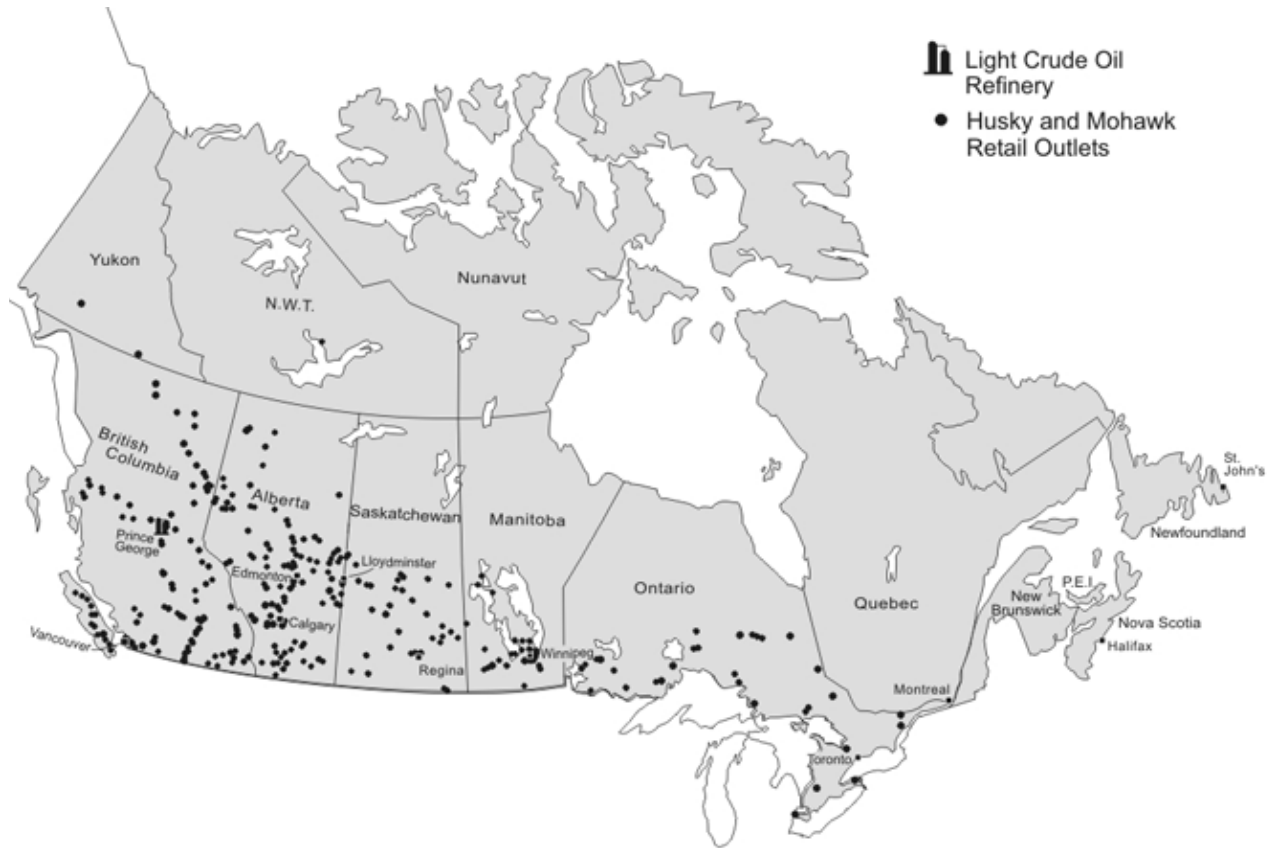 Light Crude Oil
Refinery
Husky and Mohawk
Retail Outlets
Yukon
N.W.T.
Nunavut
British
Columbia
Alberta
Saskatchewan
Manitoba
Prince
George
Edmonton
Lloydminster
Calgary
Vancouver
Regina
Winnipeg
Ontario
Quebec
Montreal
Toronto
St.
John's
Newfoundland
P.E.I.
New
Brunswick
Nova Scotia
Halifax